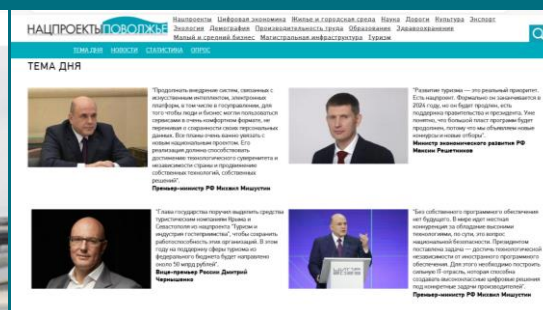 НАЦПРОЕКТЫПОВОЛЖЬЕ
Нацпроекты Цифровая экономика Жилье и городская среда Наука Дороги Культура Экспорт
Экология Демография Производительность труда Образование Здравоохранение
Малый и средний бизнес Магистральная инфраструктура Туризм
ТЕМА ДНЯ НОВОСТИ СТАТИСТИКА ОПРОС
ТЕМА ДНЯ
"Продолжать внедрение систем, связанных с
искусственным интеллектом, электронных
платформ, в том числе в госуправлении, для
того чтобы люди и бизнес могли пользоваться
сервисами в очень комфортном формате, не
переживая о сохранности своих персональных
данных. Все планы очень важно увязать с
новым национальным проектом. Его
реализация должна способствовать
достижению технологического суверенитета и
независимости страны и продвижению
собственных технологий, собственных
решений".
Премьер-министр РФ Михаил Мишустин
"Развитие туризма — это реальный приоритет.
Есть нацпроект. Формально он заканчивается в
2024 году, но он будет продлен, есть
поддержка правительства и президента. Уже
понятно, что большой пласт программ будет
продолжен, потому что мы объявляем новые
конкурсы и новые отборы".
Министр экономического развития РФ
Максим Решетников
"Глава государства поручил выделить средства
туристическим компаниям Крыма и
Севастополя из нацпроекта "Туризм и
индустрия гостеприимства", чтобы сохранить
работоспособность этих организаций. В этом
году на поддержку сферы туризма из
федерального бюджета будет направлено
около 50 млрд рублей".
Вице-премьер России Дмитрий
Чернышенко
"Без собственного программного обеспечения
нет будущего. В мире идет жесткая
конкуренция за обладание высокими
технологиями, по сути, это вопрос
национальной безопасности. Президентом
поставлена задача — достичь технологической
независимости от иностранного программного
обеспечения. Для этого необходимо построить
сильную IT-отрасль, которая способна
создавать высококлассные цифровые решения
под конкретные задачи производителей".
Премьер-министр РФ Михаил Мишустин